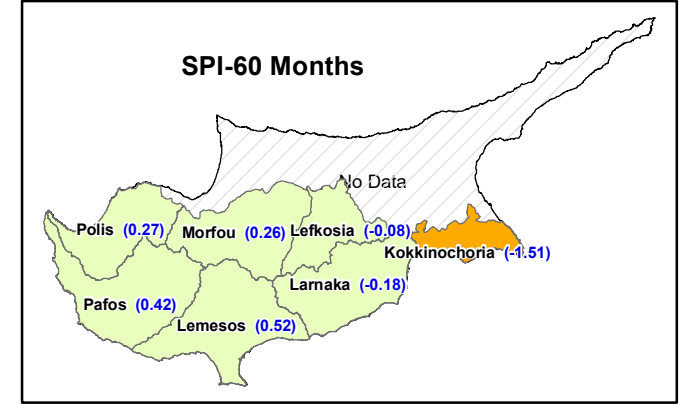 SPI-60 Months
No Data
Polis (0.27)
Morfou (0.26)
Lefkosia (-0.08)
Kokkinochoria (-1.51)
Larnaka (-0.18)
Pafos (0.42)
Lemesos (0.52)